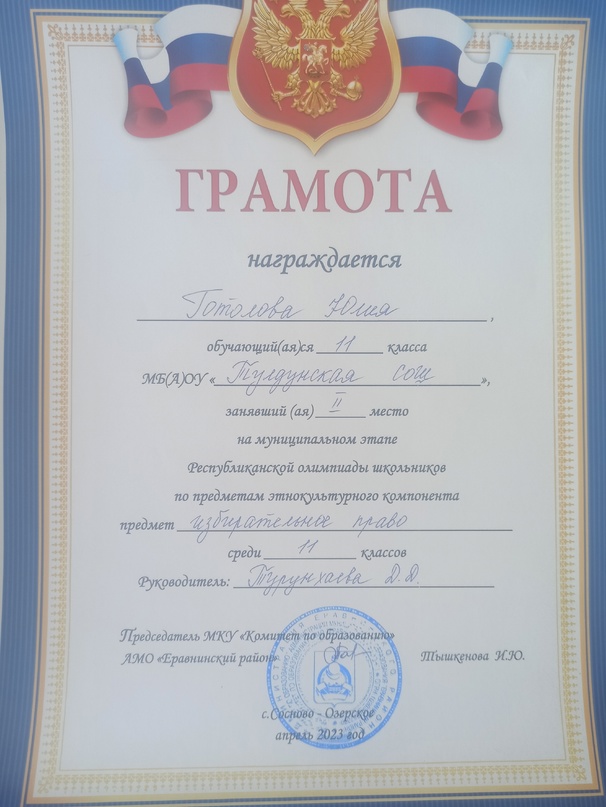 ГРАМОТА
награждается
Готолова Юлия,
обучающий(ая)ся 11 класса
МБ(А)ОУ «Тулдунская сош»,
занявший (ая) II место
на муниципальном этапе
Республиканской олимпиады школьников
по предметам этнокультурного компонента
предмет избирательное право
среди 11 классов
Руководитель: Турунхаева Д.Д.
Председатель МКУ «Комитет по образованию»
АМО «Еравнинский район»
Тышкенова Н.Ю.
с.Сосново - Озерское
апрель 2023 год